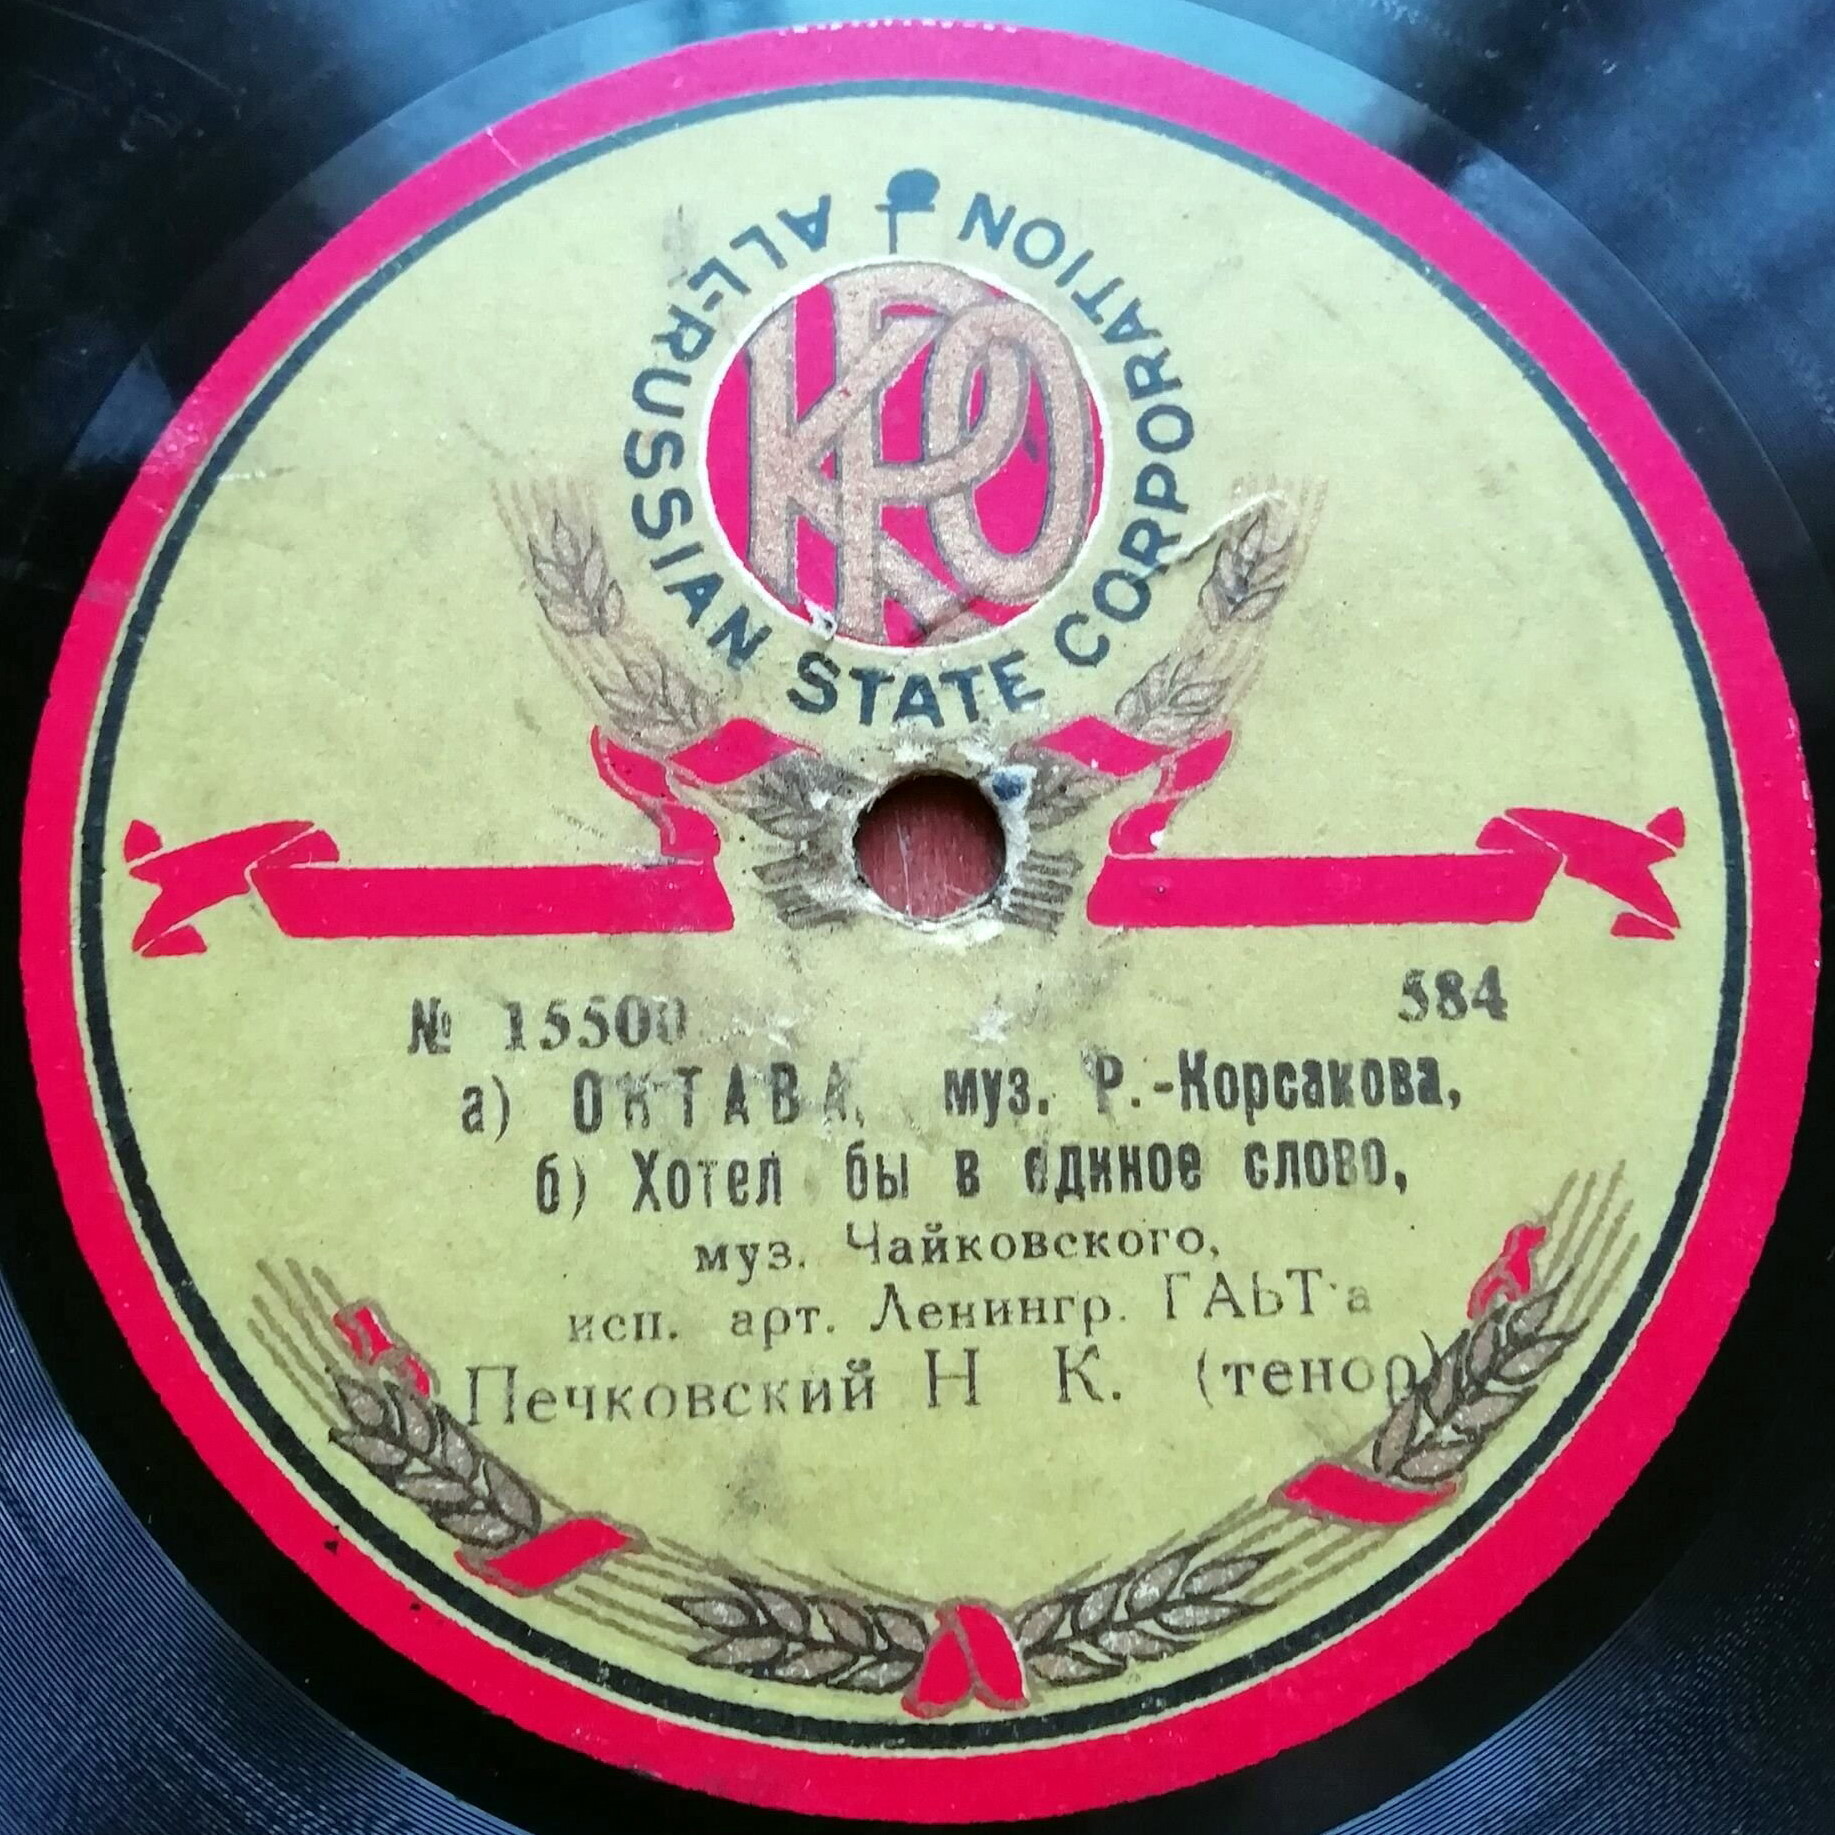 ALL-RUSSIAN STATE CORPORATION
KPO
№ 15500
584
а) ОКТАВА, муз. Р.-Корсакова,
б) Хотел бы в единое слово,
муз. Чайковского,
исп. арт. Ленингр. ГАБТ'а
Печковский Н К. (тенор)